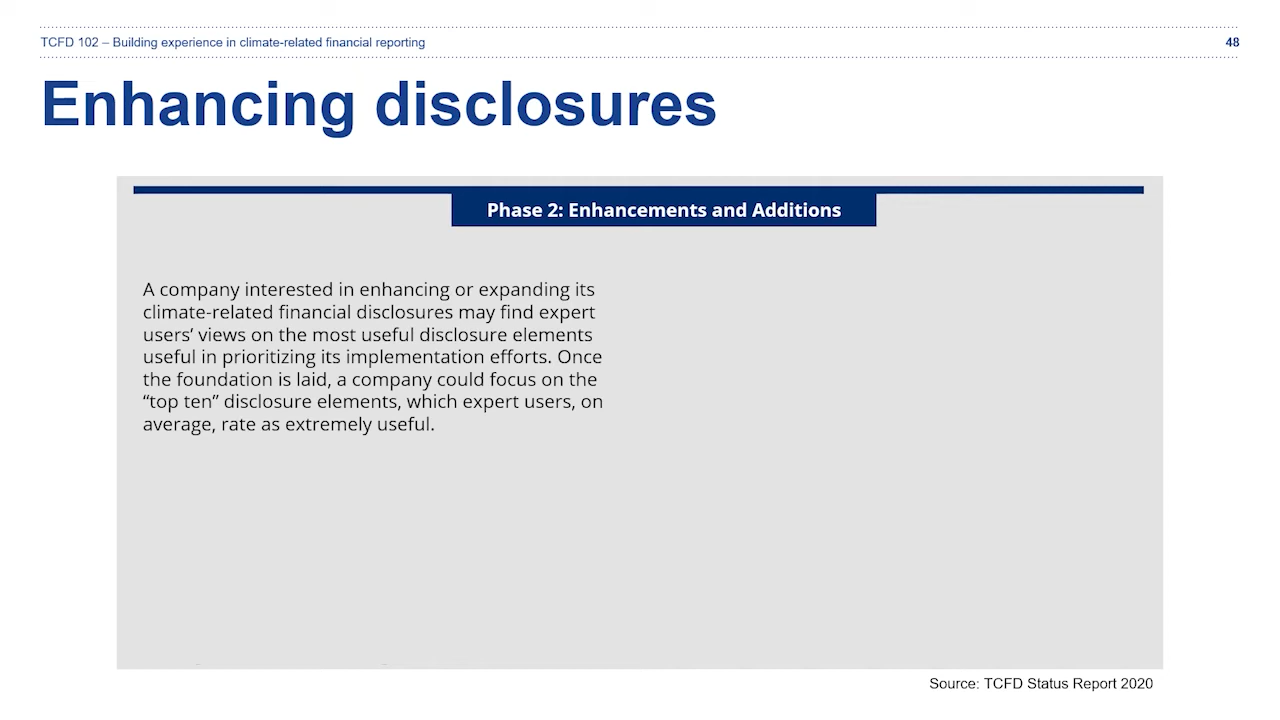 TCFD 102 – Building experience in climate-related financial reporting
48
Enhancing disclosures
Phase 2: Enhancements and Additions
A company interested in enhancing or expanding its
climate-related financial disclosures may find expert
users’ views on the most useful disclosure elements
useful in prioritizing its implementation efforts. Once
the foundation is laid, a company could focus on the
“top ten” disclosure elements, which expert users, on
average, rate as extremely useful.
Source: TCFD Status Report 2020